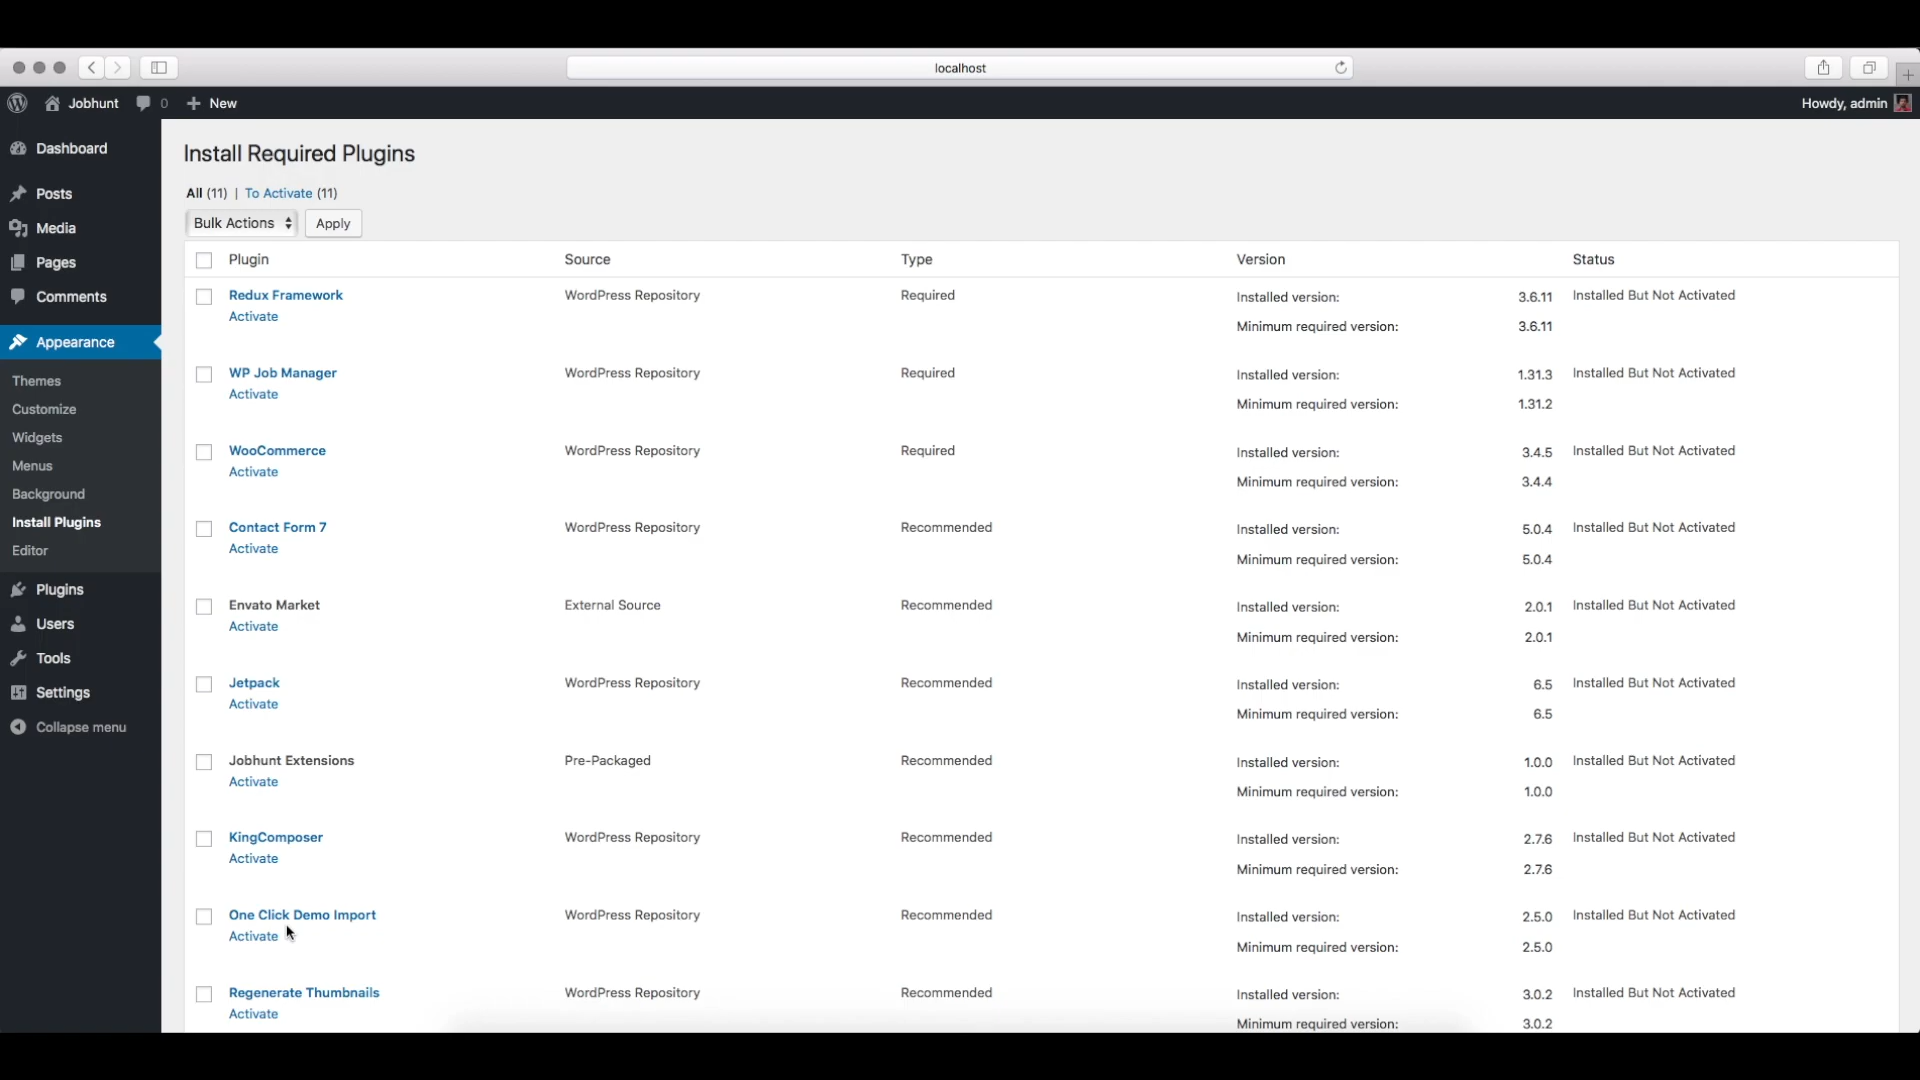 localhost
Jobhunt 0 New Howdy, admin
Dashboard
Posts
Media
Pages
Comments
Appearance
Themes
Customize
Widgets
Menus
Background
Install Plugins
Editor
Plugins
Users
Tools
Settings
Collapse menu
Install Required Plugins
All (11) | To Activate (11)
Bulk Actions Apply
Plugin Source Type Version Status
Redux Framework WordPress Repository Required Installed version: 3.6.11 Installed But Not Activated
Activate Minimum required version: 3.6.11
WP Job Manager WordPress Repository Required Installed version: 1.31.3 Installed But Not Activated
Activate Minimum required version: 1.31.2
WooCommerce WordPress Repository Required Installed version: 3.4.5 Installed But Not Activated
Activate Minimum required version: 3.4.4
Contact Form 7 WordPress Repository Recommended Installed version: 5.0.4 Installed But Not Activated
Activate Minimum required version: 5.0.4
Envato Market External Source Recommended Installed version: 2.0.1 Installed But Not Activated
Activate Minimum required version: 2.0.1
Jetpack WordPress Repository Recommended Installed version: 6.5 Installed But Not Activated
Activate Minimum required version: 6.5
Jobhunt Extensions Pre-Packaged Recommended Installed version: 1.0.0 Installed But Not Activated
Activate Minimum required version: 1.0.0
KingComposer WordPress Repository Recommended Installed version: 2.7.6 Installed But Not Activated
Activate Minimum required version: 2.7.6
One Click Demo Import WordPress Repository Recommended Installed version: 2.5.0 Installed But Not Activated
Activate Minimum required version: 2.5.0
Regenerate Thumbnails WordPress Repository Recommended Installed version: 3.0.2 Installed But Not Activated
Activate Minimum required version: 3.0.2